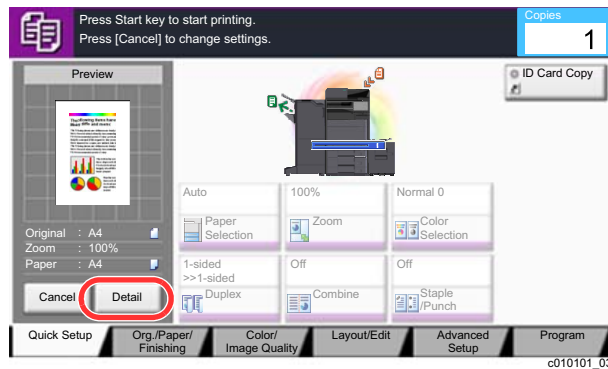 Press Start key to start printing.
Press [Cancel] to change settings.
Copies
1
Preview
ID Card Copy
Original : A4
Zoom : 100%
Paper : A4
Cancel
Detail
Auto
Paper
Selection
100%
Zoom
Normal 0
Color
Selection
1-sided
>>1-sided
Duplex
Off
Combine
Off
Staple
/Punch
Quick Setup
Org./Paper/
Finishing
Color/
Image Quality
Layout/Edit
Advanced
Setup
Program